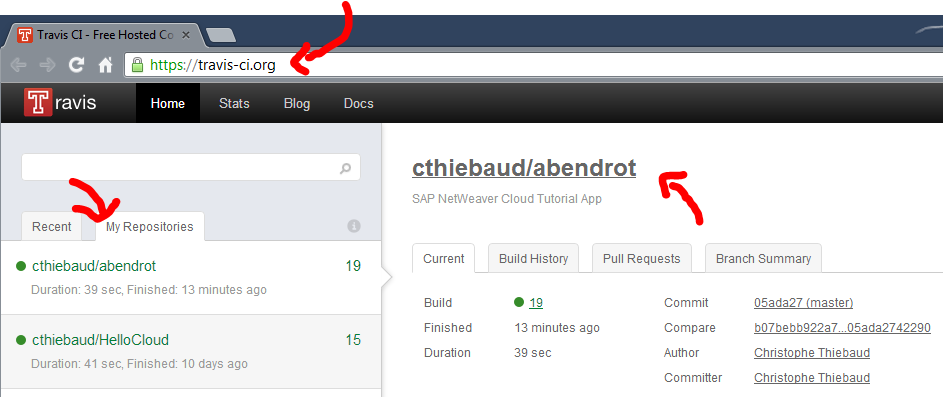 Travis CI - Free Hosted Co
https://travis-ci.org
Travis Home Stats Blog Docs
cthiebaud/abendrot
SAP NetWeaver Cloud Tutorial App
Recent My Repositories
cthiebaud/abendrot 19
Duration: 39 sec, Finished: 13 minutes ago
cthiebaud/HelloCloud 15
Duration: 41 sec, Finished: 10 days ago
Current Build History Pull Requests Branch Summary
Build 19 Commit 05ada27 (master)
Finished 13 minutes ago Compare b07bebb922a7...05ada2742290
Duration 39 sec Author Christophe Thiebaud
Committer Christophe Thiebaud